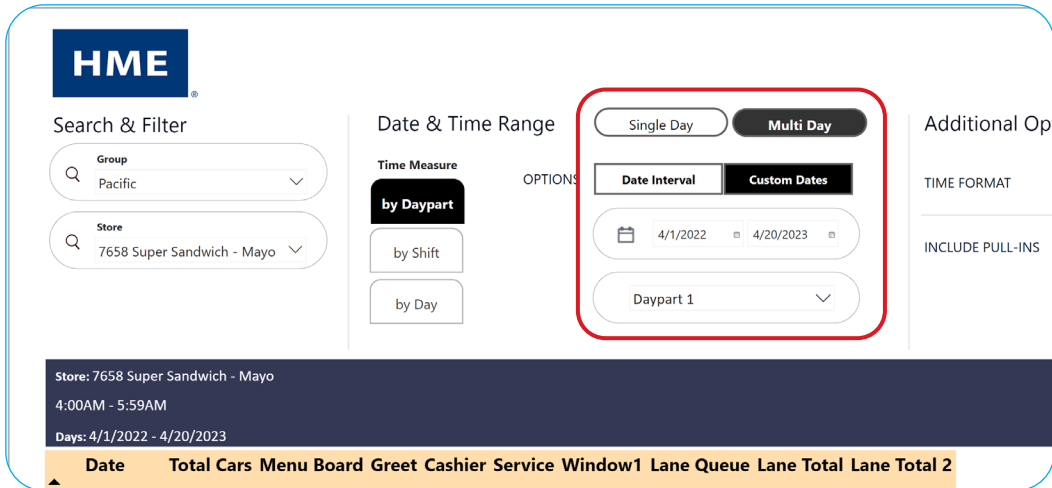 HME
®
Search & Filter
Group
Pacific
Store
7658 Super Sandwich - Mayo
Date & Time Range
Time Measure
by Daypart
by Shift
by Day
OPTIONS
Single Day
Multi Day
Date Interval
Custom Dates
4/1/2022
4/20/2023
Daypart 1
Additional Op
TIME FORMAT
INCLUDE PULL-INS
Store: 7658 Super Sandwich - Mayo
4:00AM - 5:59AM
Days: 4/1/2022 - 4/20/2023
Date Total Cars Menu Board Greet Cashier Service Window1 Lane Queue Lane Total Lane Total 2